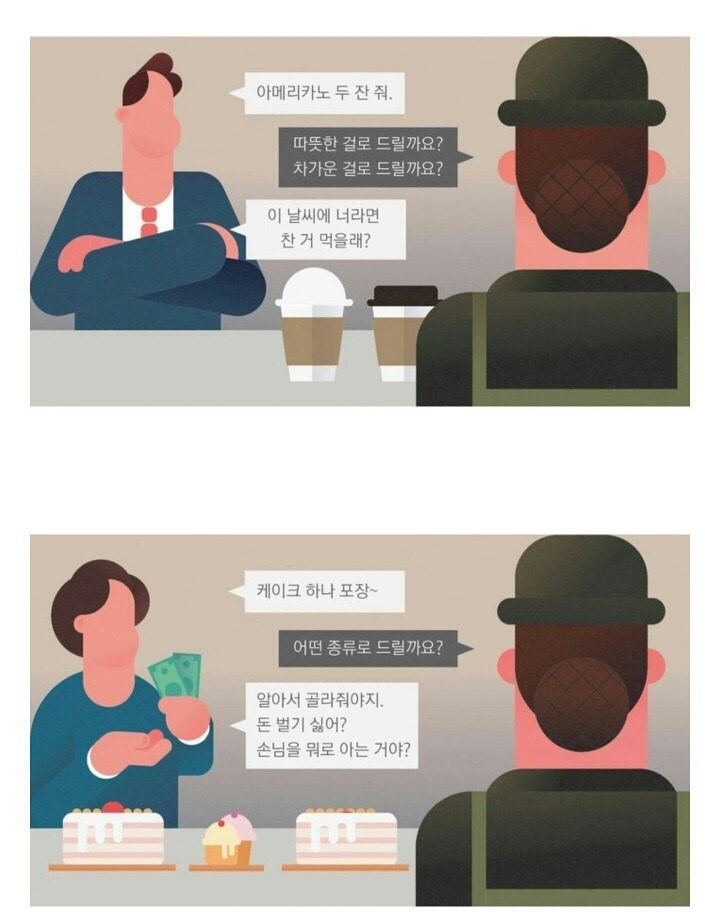 아메리카노 두 잔 줘.
따뜻한 걸로 드릴까요?
차가운 걸로 드릴까요?
이 날씨에 너라면
찬 거 먹을래?
케이크 하나 포장~
어떤 종류로 드릴까요?
알아서 골라줘야지.
돈 벌기 싫어?
손님을 뭐로 아는 거야?